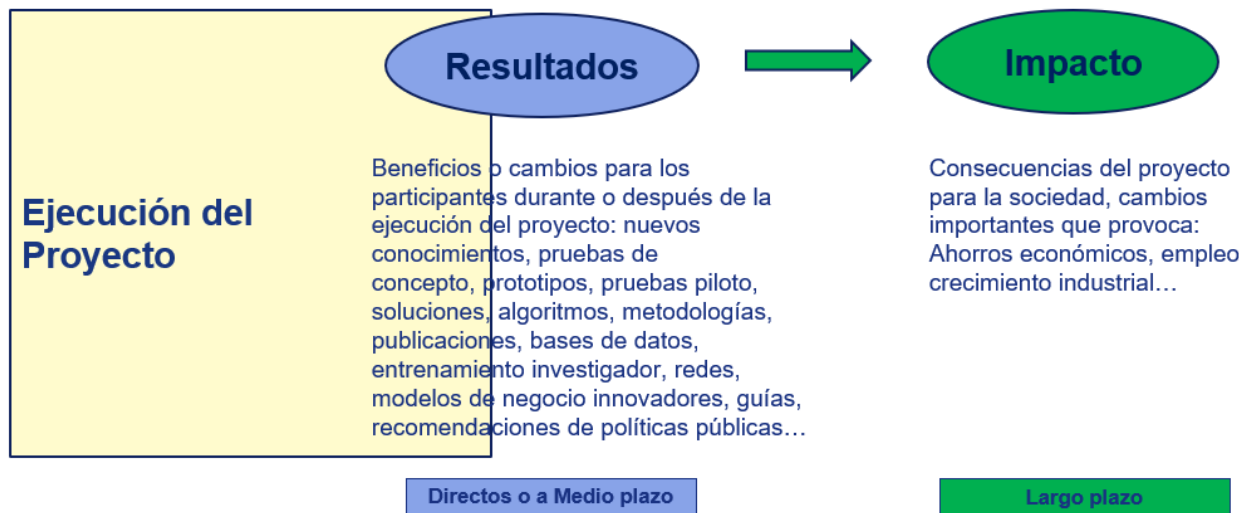 Resultados
Impacto
Ejecución del
Proyecto
Beneficios o cambios para los
participantes durante o después de la
ejecución del proyecto: nuevos
conocimientos, pruebas de
concepto, prototipos, pruebas piloto,
soluciones, algoritmos, metodologías,
publicaciones, bases de datos,
entrenamiento investigador, redes,
modelos de negocio innovadores, guías,
recomendaciones de políticas públicas…
Consecuencias del proyecto
para la sociedad, cambios
importantes que provoca:
Ahorros económicos, empleo
crecimiento industrial…
Directos o a Medio plazo
Largo plazo